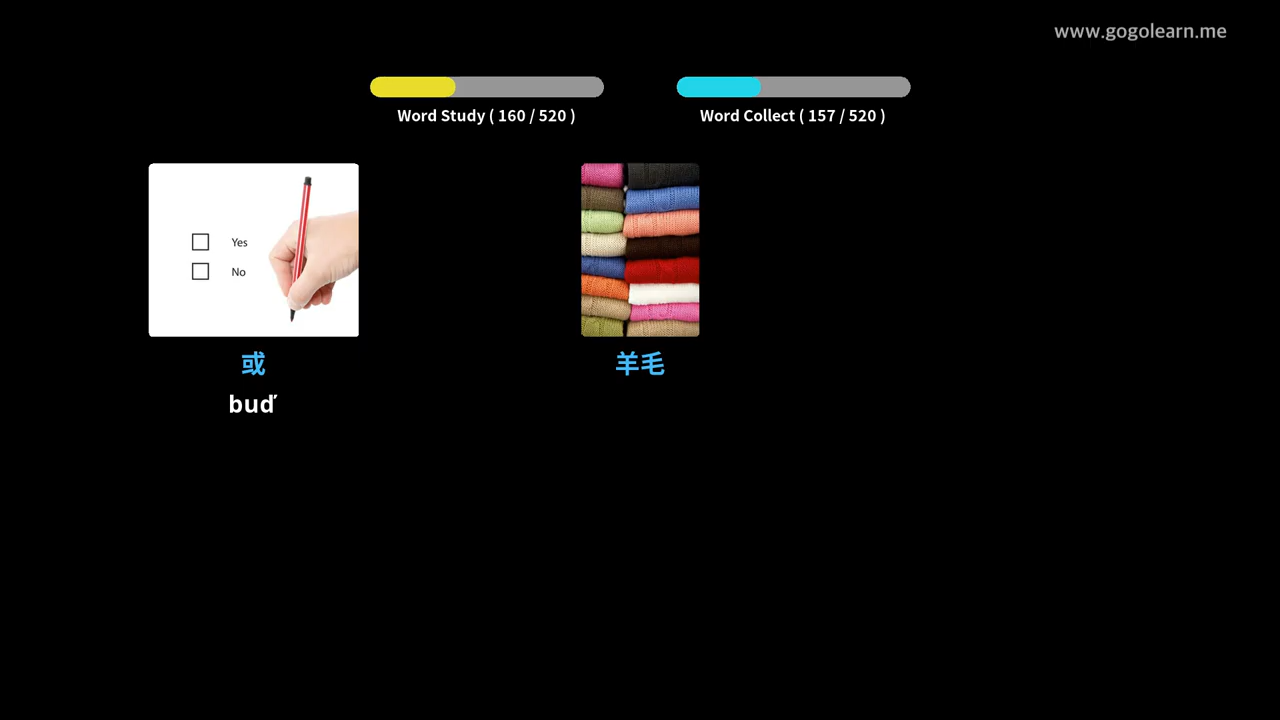 www.gogolearn.me
Word Study ( 160 / 520 )
Word Collect ( 157 / 520 )
Yes
No
或
buď
羊毛